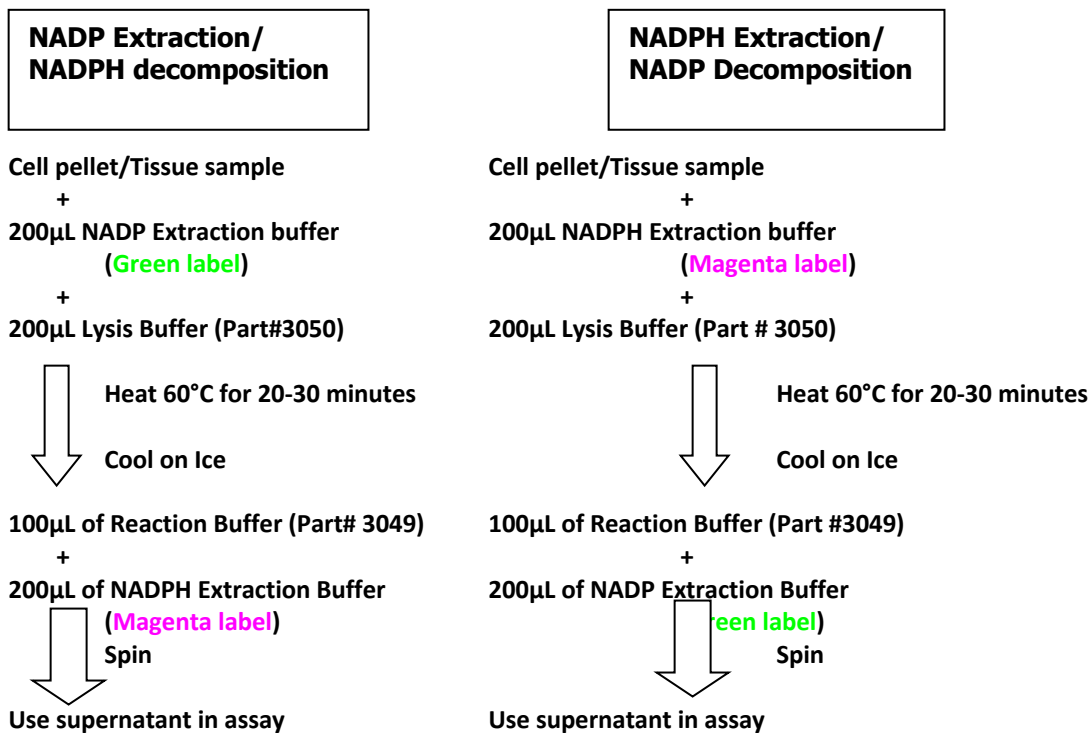 NADP Extraction/
NADPH decomposition
Cell pellet/Tissue sample
+
200µL NADP Extraction buffer
(Green label)
+
200µL Lysis Buffer (Part#3050)
Heat 60°C for 20-30 minutes
Cool on Ice
100µL of Reaction Buffer (Part# 3049)
+
200µL of NADPH Extraction Buffer
(Magenta label)
Spin
Use supernatant in assay
NADPH Extraction/
NADP Decomposition
Cell pellet/Tissue sample
+
200µL NADPH Extraction buffer
(Magenta label)
+
200µL Lysis Buffer (Part # 3050)
Heat 60°C for 20-30 minutes
Cool on Ice
100µL of Reaction Buffer (Part #3049)
+
200µL of NADP Extraction Buffer
label)
Spin
Use supernatant in assay